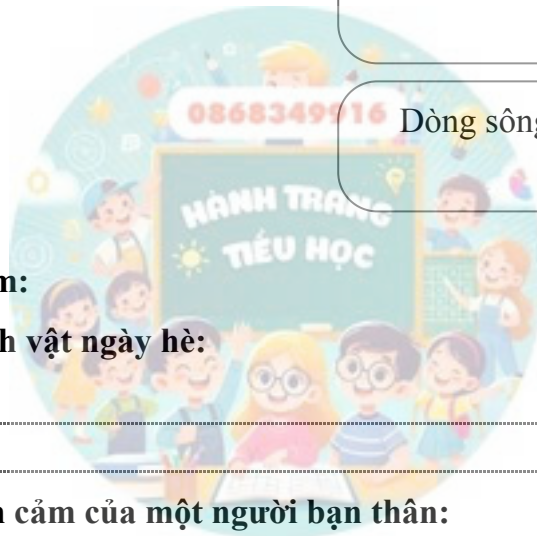 0868349916
Dòng sông
HÀNH TRANG
TIỂU HỌC
m:
h vật ngày hè:
cảm của một người bạn thân: